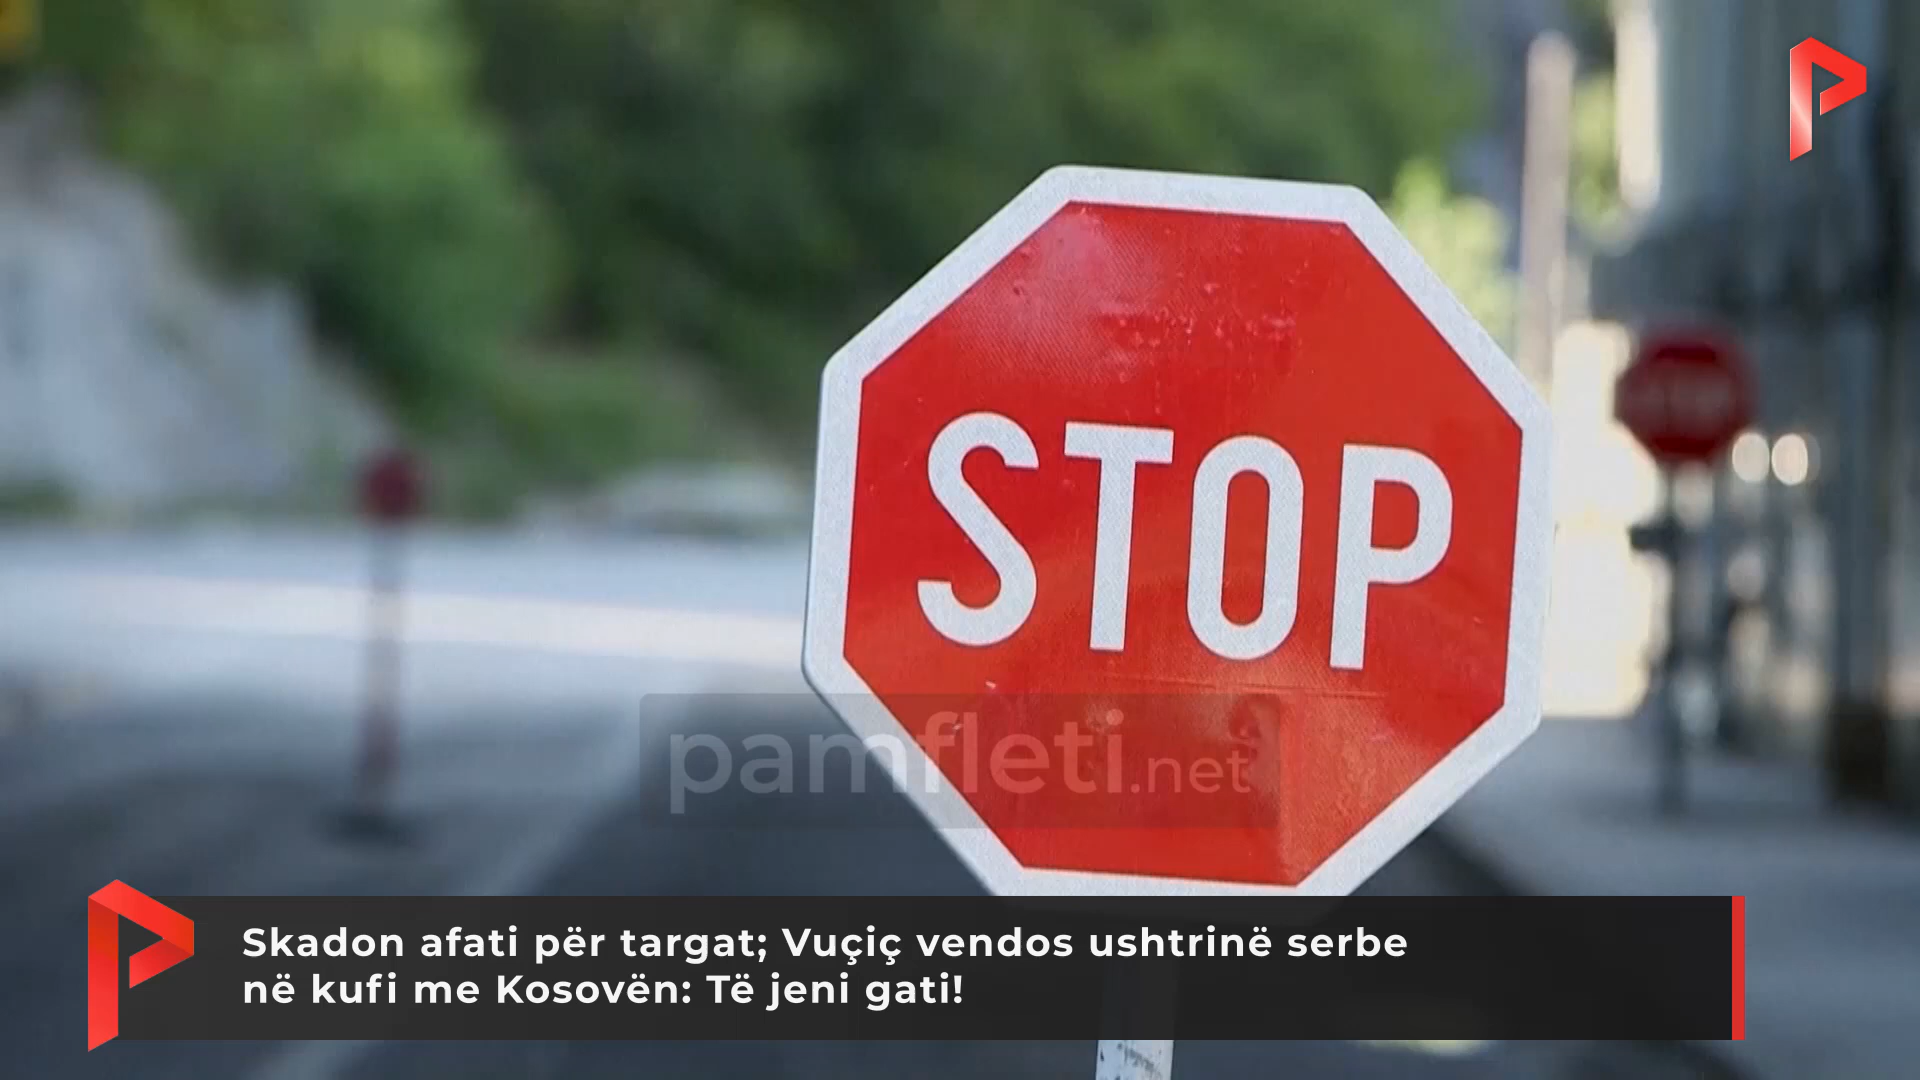 STOP
pamfleti.net
Skadon afati për targat; Vuçiç vendos ushtrinë serbe
në kufi me Kosovën: Të jeni gati!